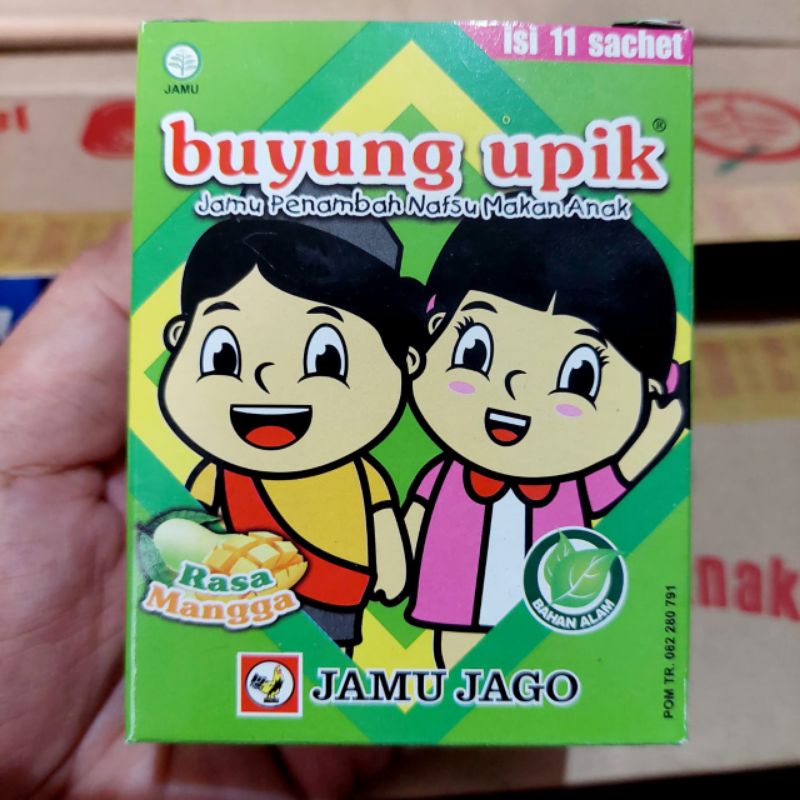 isi 11 sachet
JAMU
buyung upik®
Jamu Penambah Nafsu Makan Anak
Rasa
Mangga
BAHAN ALAM
JAMU JAGO
POM TR. 082 280 791
nak